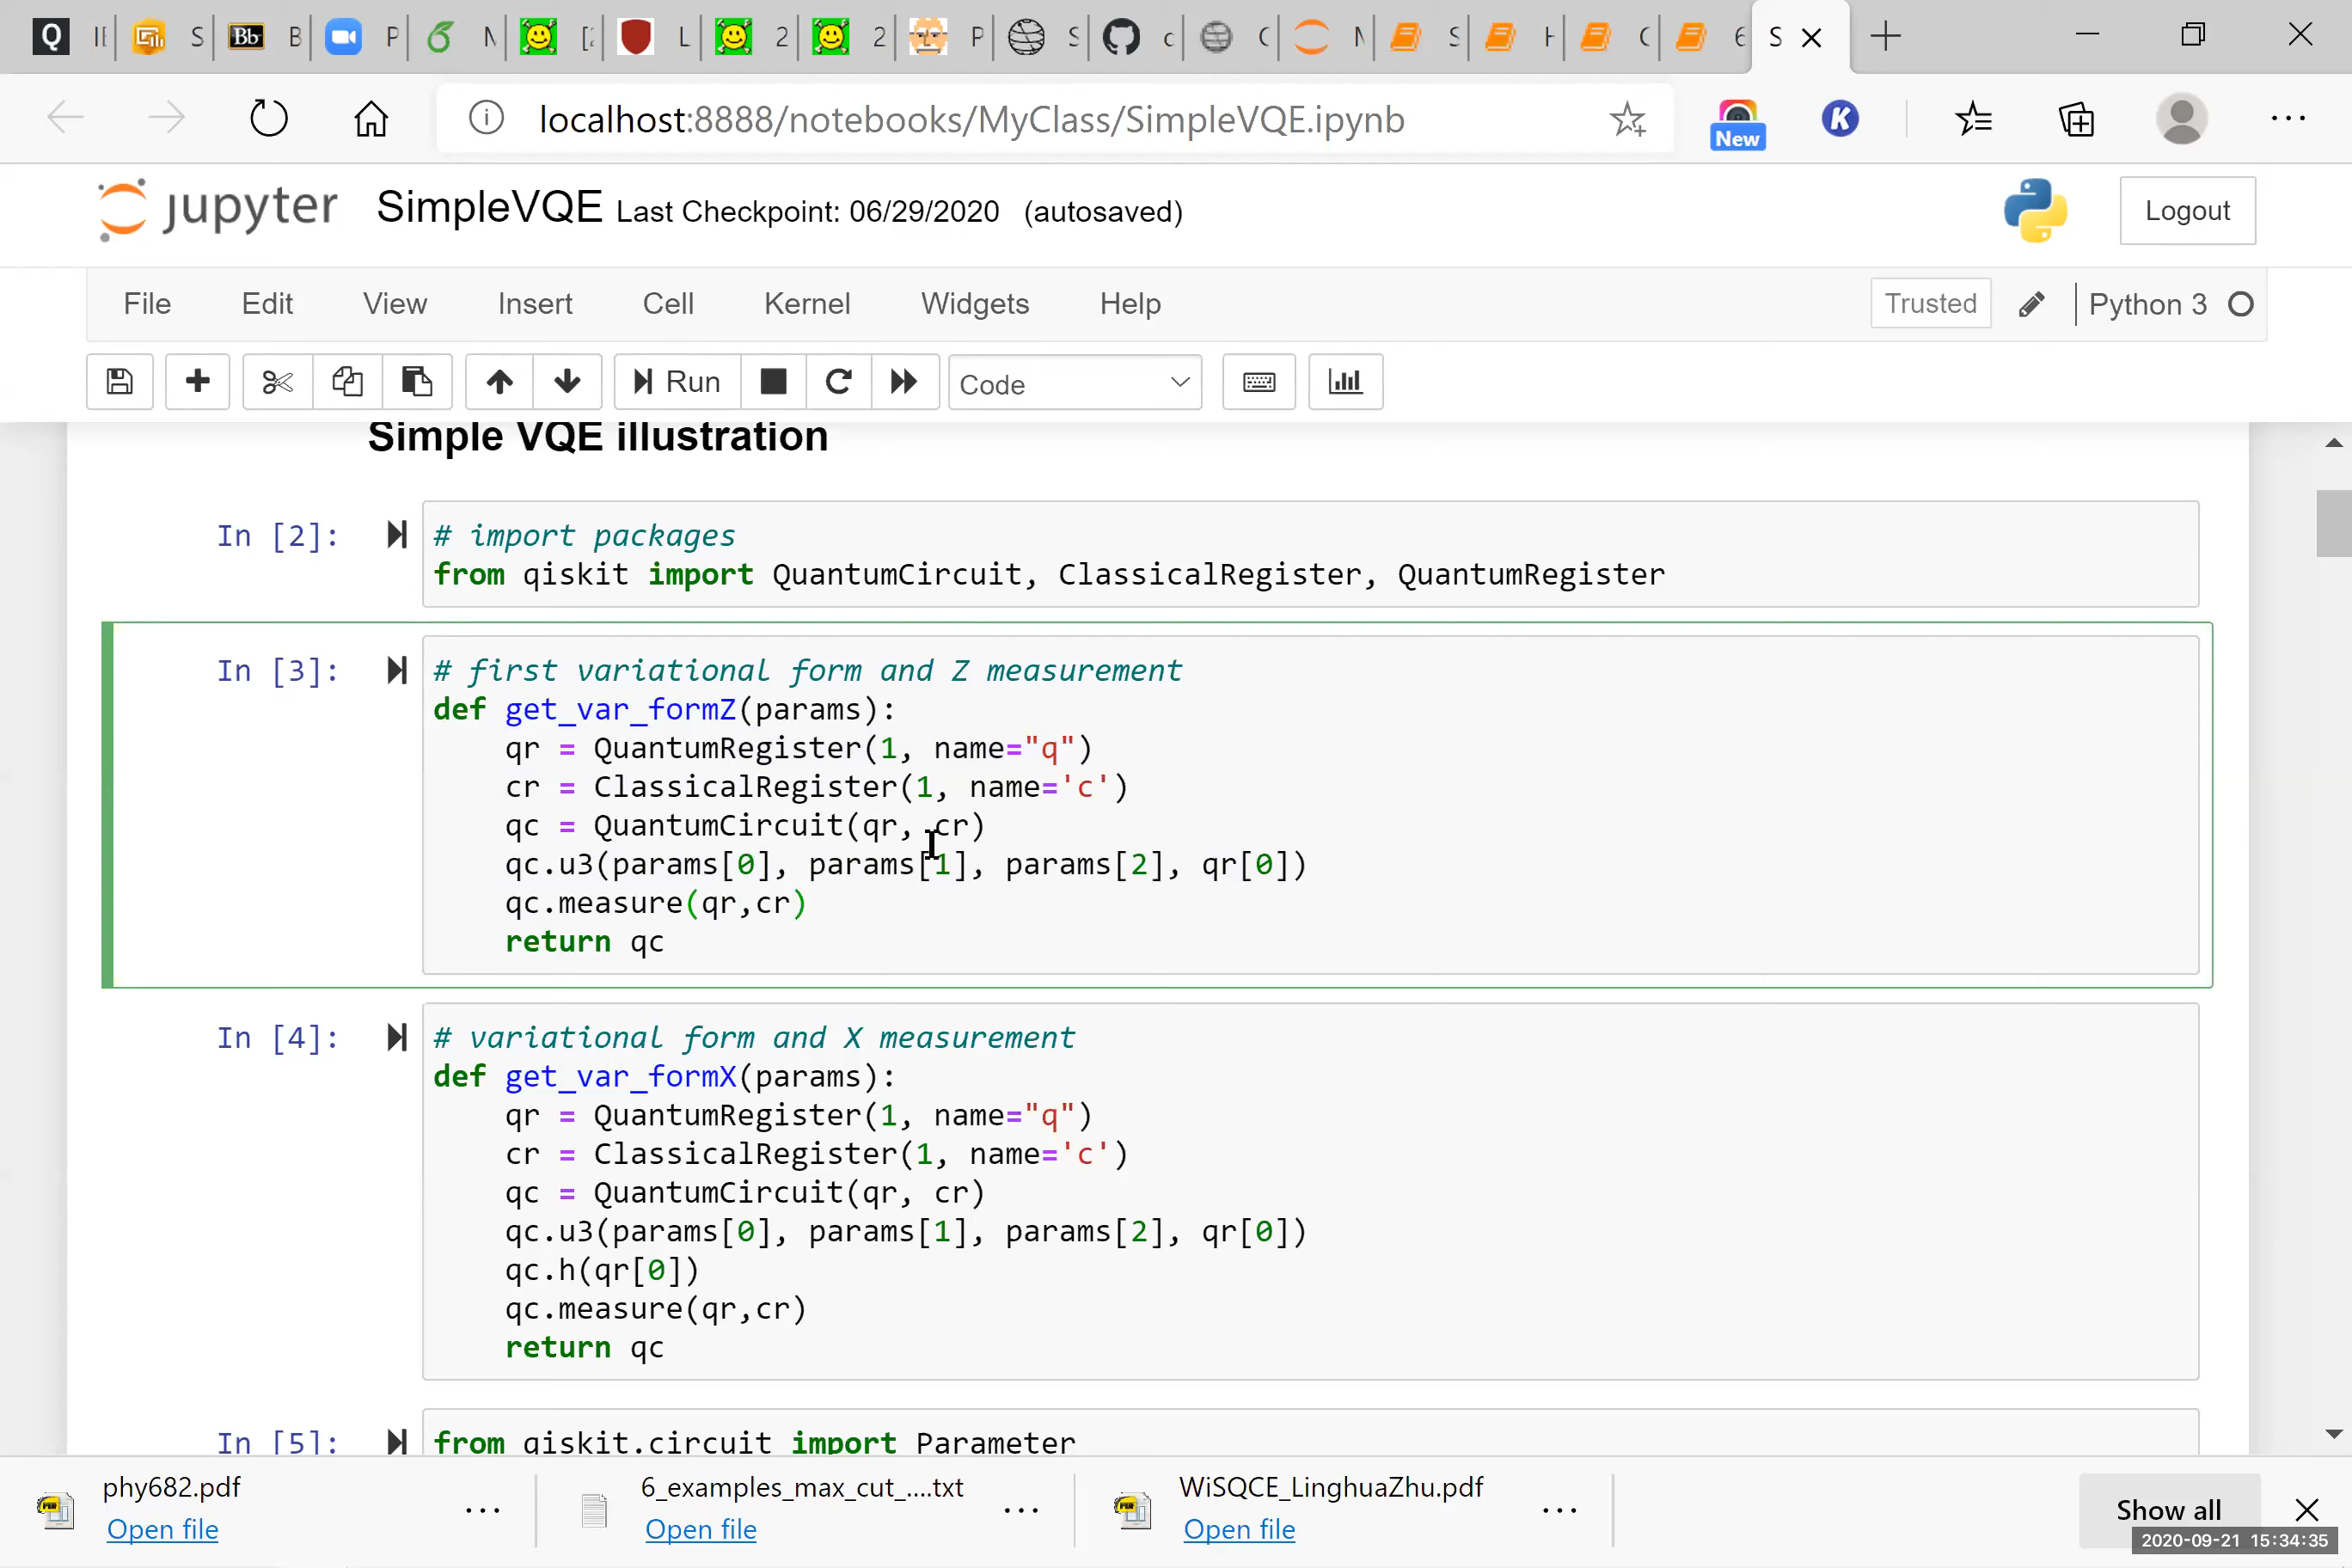 Q IE S Bb B P N [2 L 2 2 P S c C N S H C 6 S
localhost:8888/notebooks/MyClass/SimpleVQE.ipynb
New K
jupyter SimpleVQE Last Checkpoint: 06/29/2020 (autosaved)
Logout
File Edit View Insert Cell Kernel Widgets Help Trusted Python 3
Run Code
Simple VQE illustration
In [2]: # import packages
from qiskit import QuantumCircuit, ClassicalRegister, QuantumRegister
In [3]: # first variational form and Z measurement
def get_var_formZ(params):
qr = QuantumRegister(1, name="q")
cr = ClassicalRegister(1, name='c')
qc = QuantumCircuit(qr, cr)
qc.u3(params[0], params[1], params[2], qr[0])
qc.measure(qr,cr)
return qc
In [4]: # variational form and X measurement
def get_var_formX(params):
qr = QuantumRegister(1, name="q")
cr = ClassicalRegister(1, name='c')
qc = QuantumCircuit(qr, cr)
qc.u3(params[0], params[1], params[2], qr[0])
qc.h(qr[0])
qc.measure(qr,cr)
return qc
In [5]: from qiskit.circuit import Parameter
phy682.pdf
Open file
6_examples_max_cut_....txt
Open file
WiSQCE_LinghuaZhu.pdf
Open file
Show all
2020-09-21 15:34:35